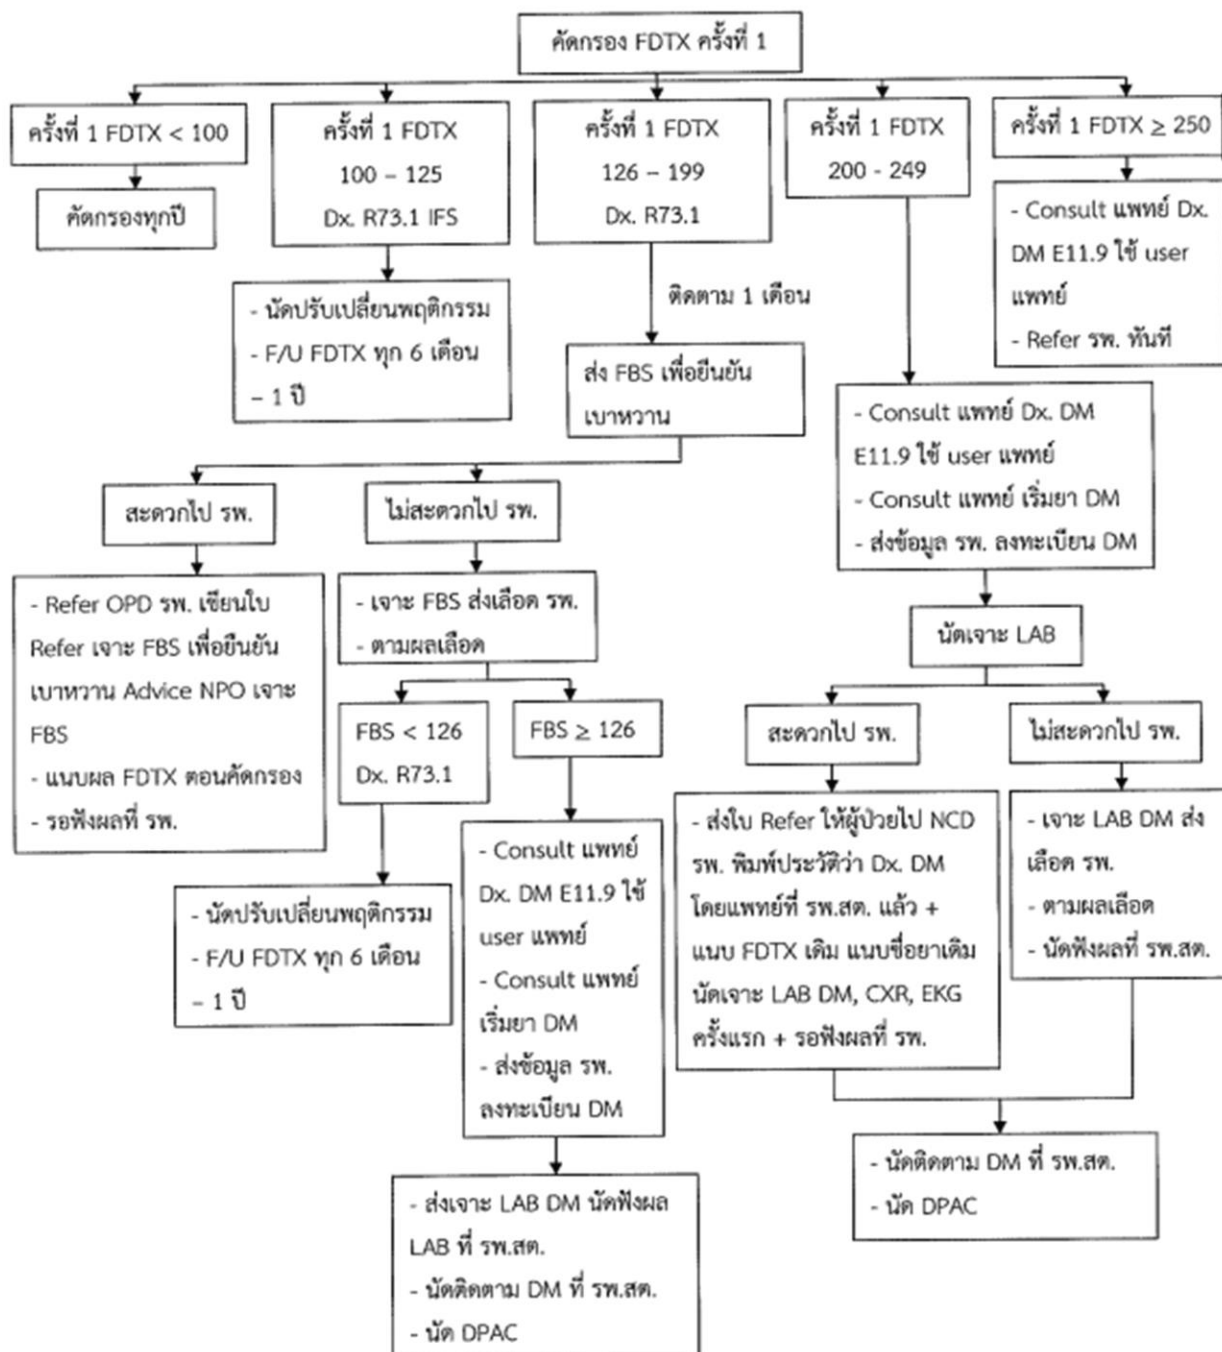 คัดกรอง FDTX ครั้งที่ 1
ครั้งที่ 1 FDTX < 100
คัดกรองทุกปี
ครั้งที่ 1 FDTX
100 – 125
Dx. R73.1 IFS
- นัดปรับเปลี่ยนพฤติกรรม
- F/U FDTX ทุก 6 เดือน
– 1 ปี
ครั้งที่ 1 FDTX
126 – 199
Dx. R73.1
ติดตาม 1 เดือน
ส่ง FBS เพื่อยืนยัน
เบาหวาน
ครั้งที่ 1 FDTX
200 - 249
ครั้งที่ 1 FDTX ≥ 250
- Consult แพทย์ Dx.
DM E11.9 ใช้ user
แพทย์
- Refer รพ. ทันที
- Consult แพทย์ Dx. DM
E11.9 ใช้ user แพทย์
- Consult แพทย์ เริ่มยา DM
- ส่งข้อมูล รพ. ลงทะเบียน DM
สะดวกไป รพ.
- Refer OPD รพ. เขียนใบ
Refer เจาะ FBS เพื่อยืนยัน
เบาหวาน Advice NPO เจาะ
FBS
- แนบผล FDTX ตอนคัดกรอง
- รอฟังผลที่ รพ.
ไม่สะดวกไป รพ.
- เจาะ FBS ส่งเลือด รพ.
- ตามผลเลือด
FBS < 126
Dx. R73.1
- นัดปรับเปลี่ยนพฤติกรรม
- F/U FDTX ทุก 6 เดือน
– 1 ปี
FBS ≥ 126
- Consult แพทย์
Dx. DM E11.9 ใช้
user แพทย์
- Consult แพทย์
เริ่มยา DM
- ส่งข้อมูล รพ.
ลงทะเบียน DM
- ส่งเจาะ LAB DM นัดฟังผล
LAB ที่ รพ.สต.
- นัดติดตาม DM ที่ รพ.สต.
- นัด DPAC
นัดเจาะ LAB
สะดวกไป รพ.
- ส่งใบ Refer ให้ผู้ป่วยไป NCD
รพ. พิมพ์ประวัติว่า Dx. DM
โดยแพทย์ที่ รพ.สต. แล้ว +
แนบ FDTX เดิม แนบชื่อยาเดิม
นัดเจาะ LAB DM, CXR, EKG
ครั้งแรก + รอฟังผลที่ รพ.
ไม่สะดวกไป รพ.
- เจาะ LAB DM ส่ง
เลือด รพ.
- ตามผลเลือด
- นัดฟังผลที่ รพ.สต.
- นัดติดตาม DM ที่ รพ.สต.
- นัด DPAC